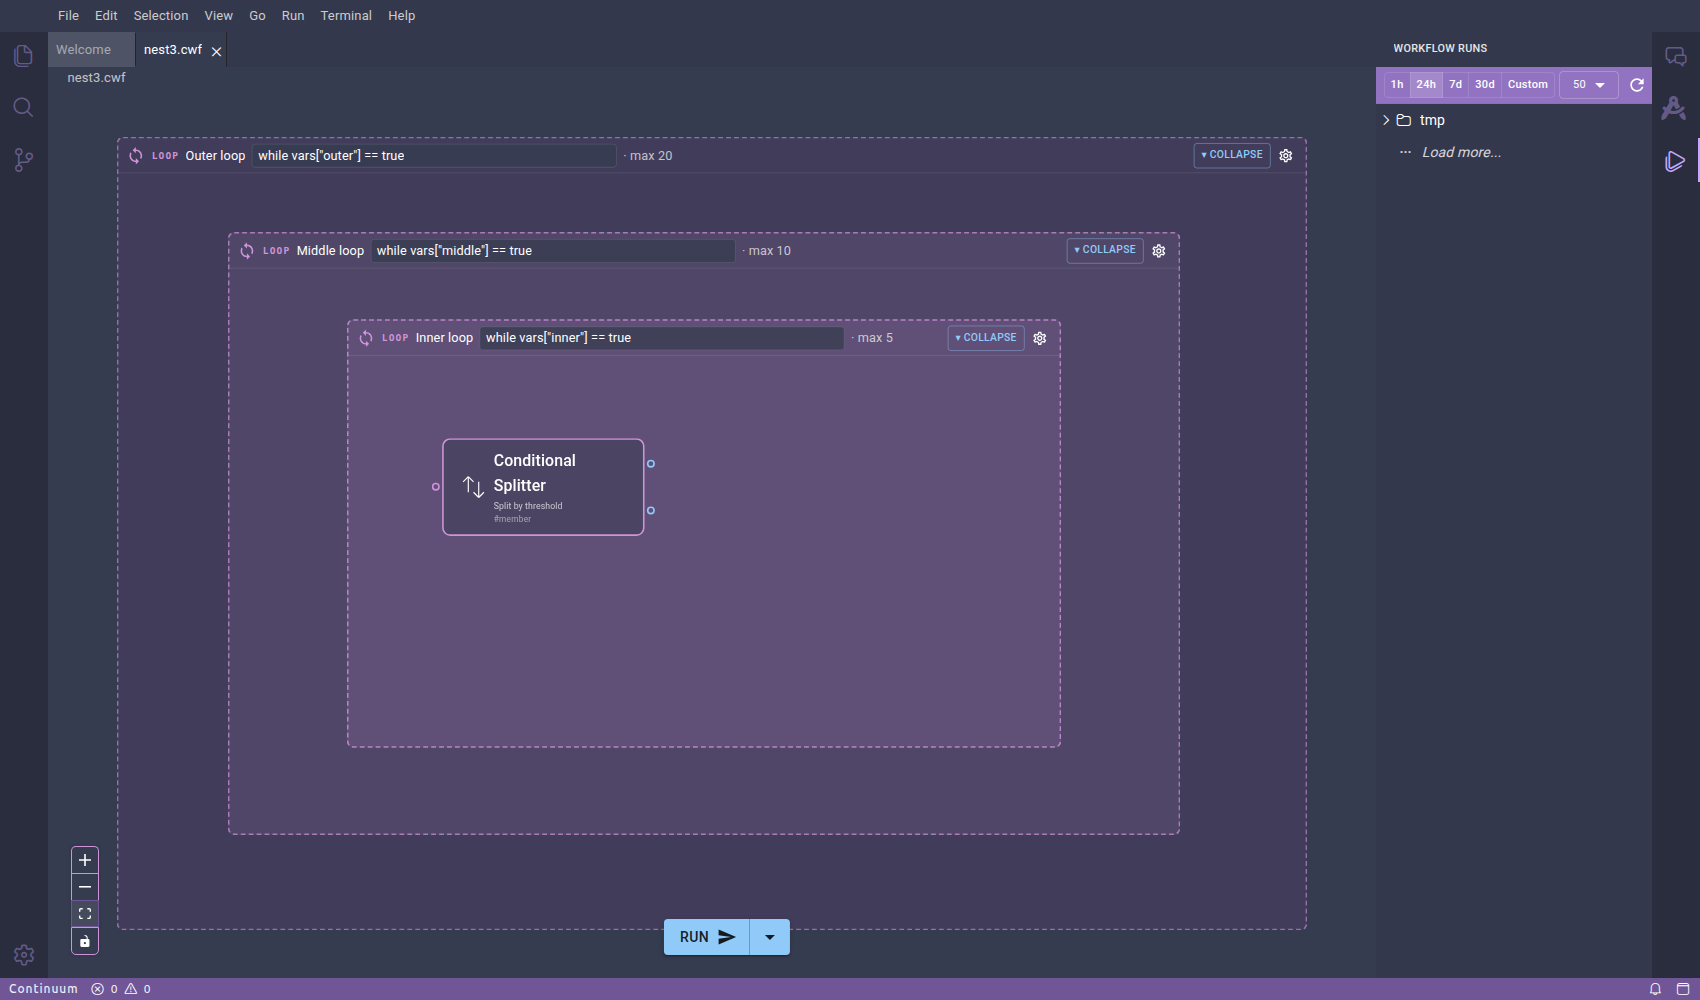 File Edit Selection View Go Run Terminal Help
Welcome nest3.cwf
nest3.cwf
WORKFLOW RUNS
1h 24h 7d 30d Custom 50
tmp
Load more...
LOOP Outer loop while vars["outer"] == true · max 20 COLLAPSE
LOOP Middle loop while vars["middle"] == true · max 10 COLLAPSE
LOOP Inner loop while vars["inner"] == true · max 5 COLLAPSE
Conditional
Splitter
Split by threshold
#member
RUN
Continuum 0 0